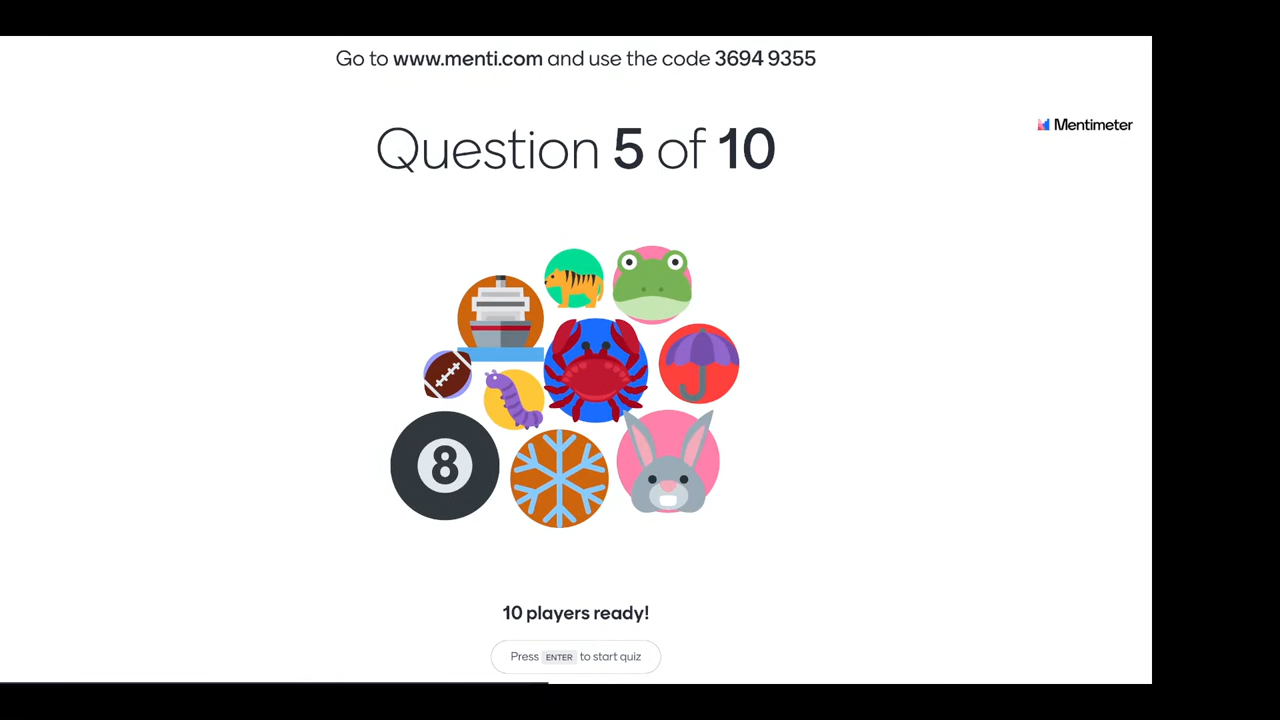 Go to www.menti.com and use the code 3694 9355
Mentimeter
Question 5 of 10
8
10 players ready!
Press ENTER to start quiz